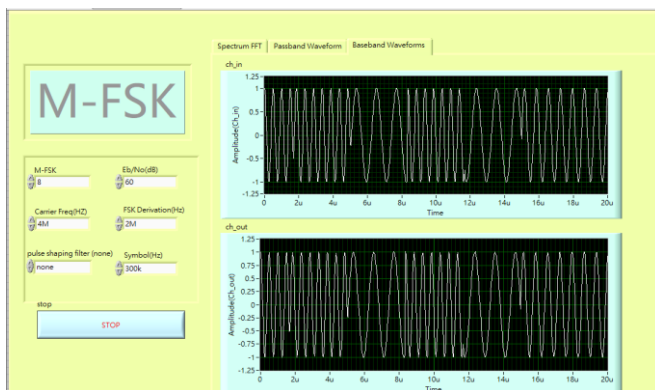 Spectrum FFT Passband Waveform Baseband Waveforms
M-FSK
M-FSK Eb/No(dB)
8 60
Carrier Freq(HZ) FSK Derivation(Hz)
4M 2M
pulse shaping filter (none) Symbol(Hz)
none 300k
stop
STOP
ch_in
Amplitude(Ch_in)
1.25
1
0.5
0
-0.5
-1
-1.25
0 2u 4u 6u 8u 10u 12u 14u 16u 18u 20u
Time
ch_out
Amplitude(Ch_out)
1.25
1
0.75
0.5
0.25
0
-0.25
-0.5
-0.75
-1
-1.25
0 2u 4u 6u 8u 10u 12u 14u 16u 18u 20u
Time